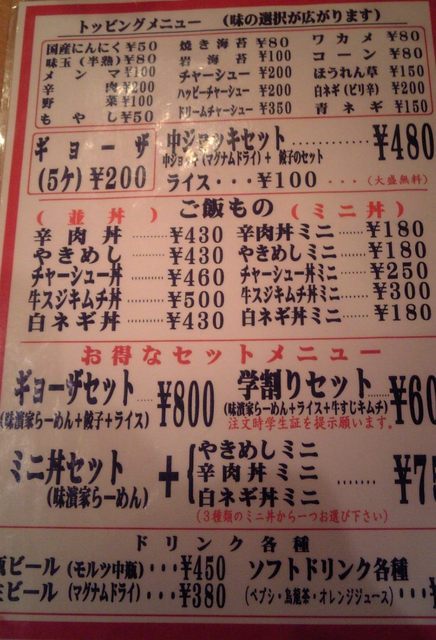 トッピングメニュー (味の選択が広がります)
国産にんにく ¥50 焼き海苔 ¥80 ワカメ ¥80
味玉(半熟) ¥80 岩海苔 ¥100 コーン ¥80
メンマ ¥100 チャーシュー ¥200 ほうれん草 ¥150
辛肉 ¥200 ハッピーチャーシュー ¥200 白ネギ(ピリ辛) ¥200
野菜 ¥100 ドリームチャーシュー ¥350 青ネギ ¥150
もやし ¥50
ギョーザ
(5ケ) ¥200
中ジョッキセット ¥480
中ジョッキ(マグナムドライ)+餃子のセット
ライス・・・¥100・・・(大盛無料)
ご飯もの
(並丼) (ミニ丼)
辛肉丼 ¥430 辛肉丼ミニ ¥180
やきめし ¥430 やきめしミニ ¥180
チャーシュー丼 ¥460 チャーシュー丼ミニ ¥250
牛スジキムチ丼 ¥500 牛スジキムチ丼ミニ ¥300
白ネギ丼 ¥430 白ネギ丼ミニ ¥180
お得なセットメニュー
ギョーザセット ¥800
(味濱家らーめん+餃子+ライス)
学割りセット ¥60
(味濱家らーめん+ライス+牛すじキムチ)
注文時学生証を提示願います。
ミニ丼セット
(味濱家らーめん)
+
やきめしミニ
辛肉丼ミニ
白ネギ丼ミニ
(3種類のミニ丼から一つお選び下さい)
ドリンク各種
ビール (モルツ中瓶)・・・¥450 ソフトドリンク各種
ビール (マグナムドライ)・・・¥380 (ペプシ・烏龍茶・オレンジジュース)・・・¥